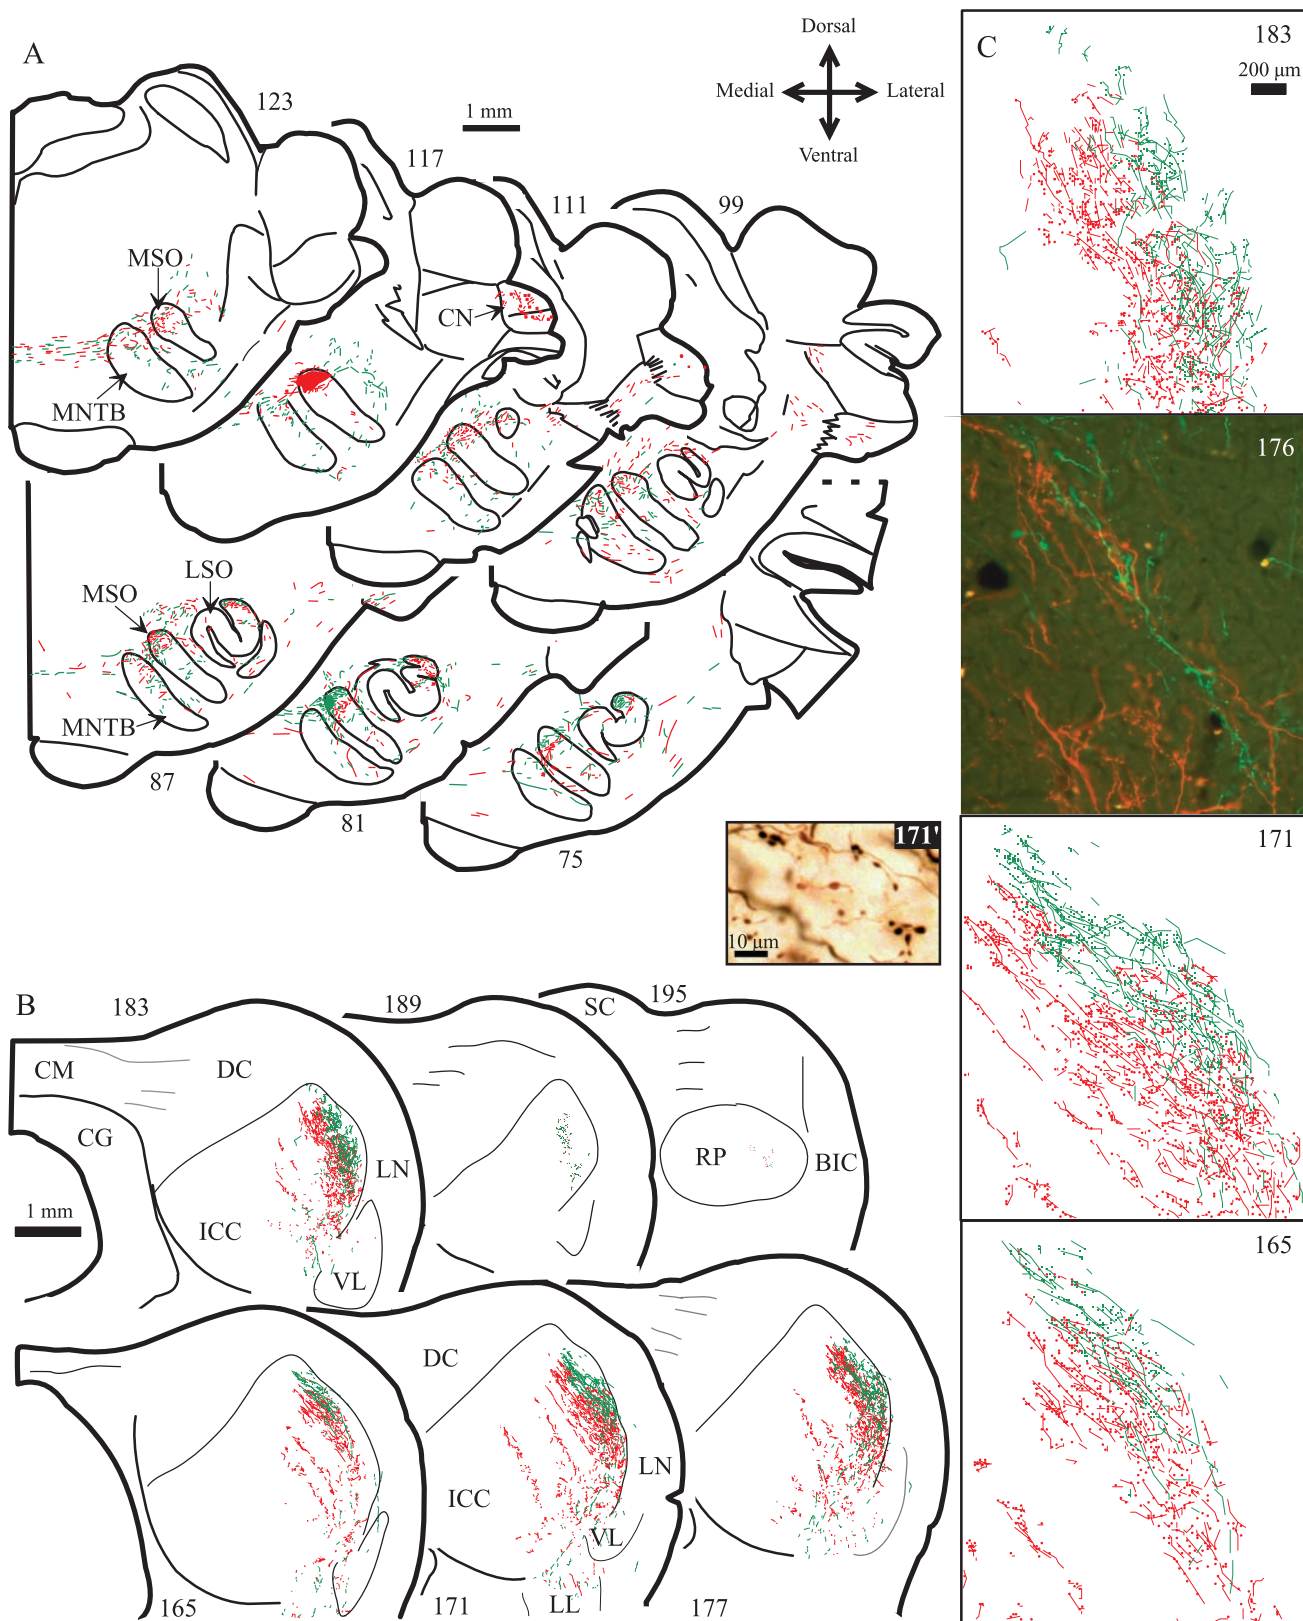 A
123
117
111
99
1 mm
Dorsal
Medial
Lateral
Ventral
MSO
MNTB
CN
MSO
LSO
MNTB
87
81
75
171'
10 µm
B
183
189
SC
195
CM
DC
CG
LN
RP
BIC
1 mm
ICC
VL
DC
LN
ICC
VL
LL
165
171
177
C
183
200 µm
176
171
165